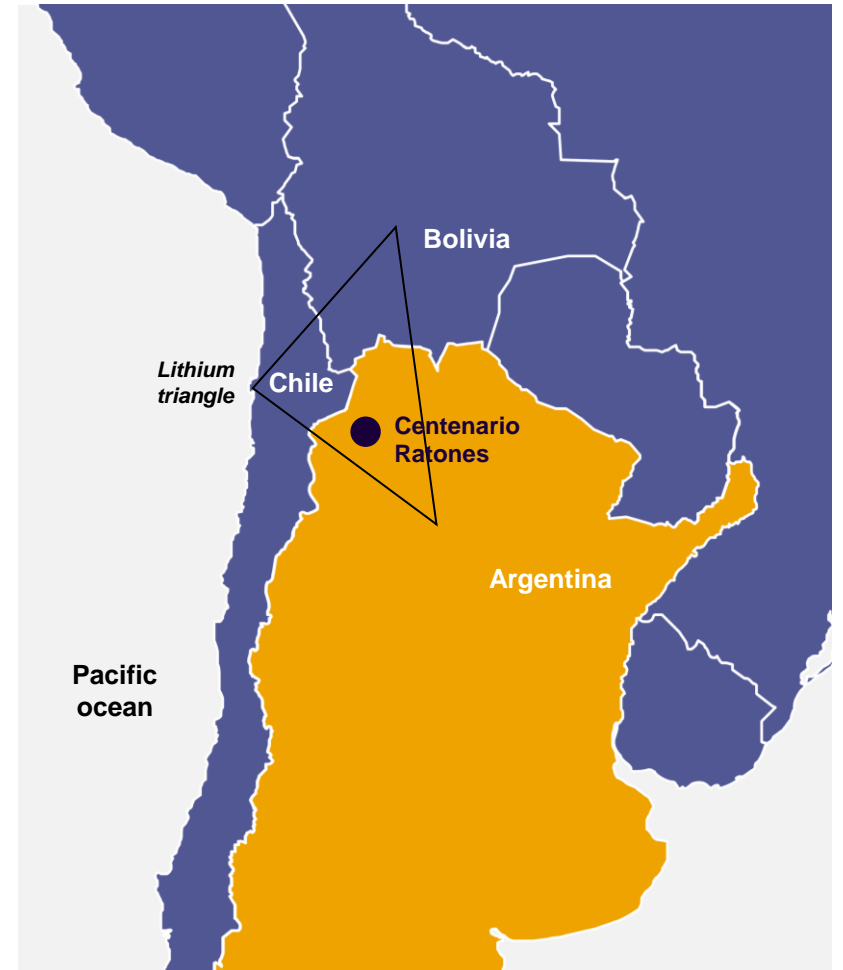 Bolivia
Lithium
triangle
Chile
Centenario
Ratones
Argentina
Pacific
ocean